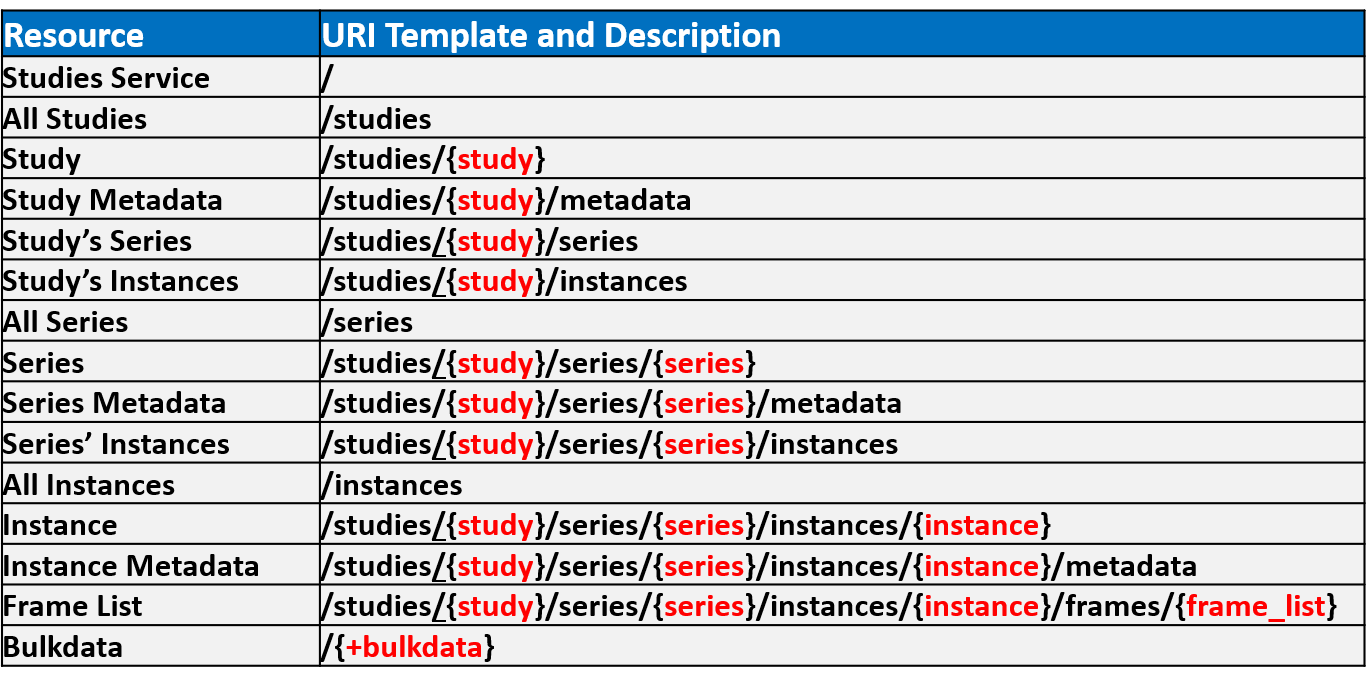 Resource URI Template and Description
Studies Service /
All Studies /studies
Study /studies/{study}
Study Metadata /studies/{study}/metadata
Study’s Series /studies/{study}/series
Study’s Instances /studies/{study}/instances
All Series /series
Series /studies/{study}/series/{series}
Series Metadata /studies/{study}/series/{series}/metadata
Series’ Instances /studies/{study}/series/{series}/instances
All Instances /instances
Instance /studies/{study}/series/{series}/instances/{instance}
Instance Metadata /studies/{study}/series/{series}/instances/{instance}/metadata
Frame List /studies/{study}/series/{series}/instances/{instance}/frames/{frame_list}
Bulkdata /{+bulkdata}